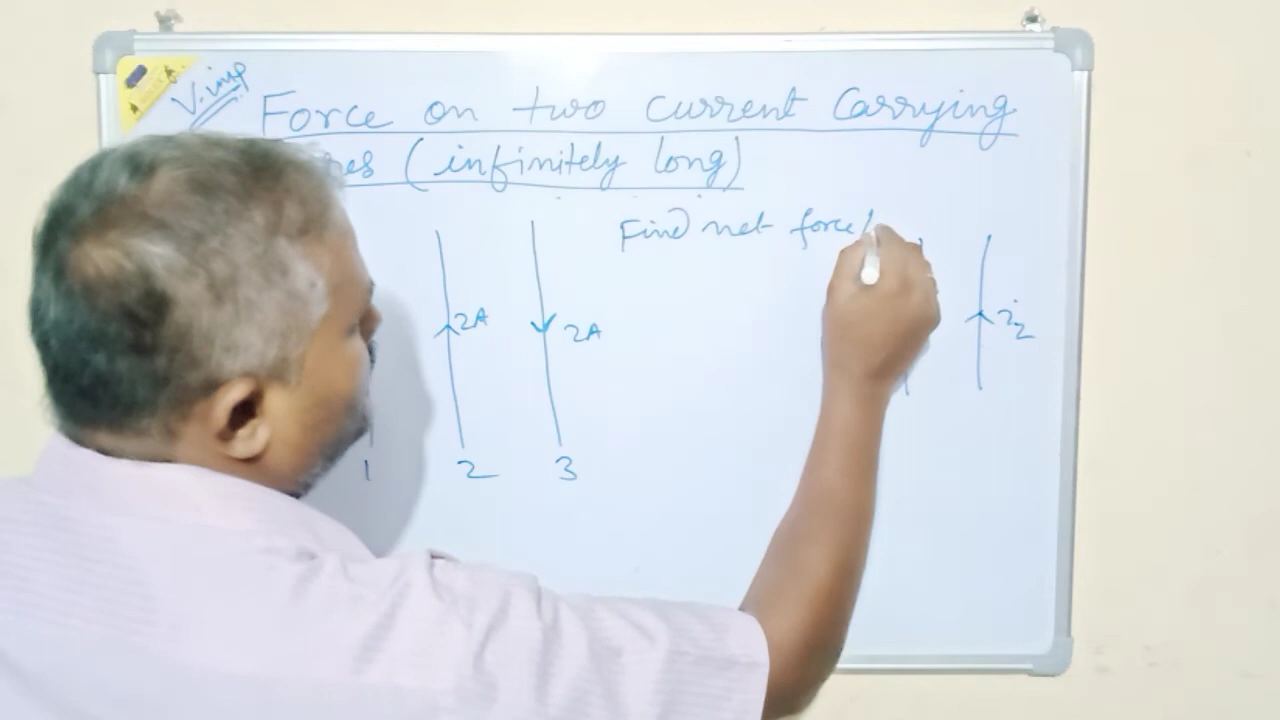 V. imp
Force on two current Carrying
(infinitely long)
Find net force/
2A
2A
i2
1 2 3